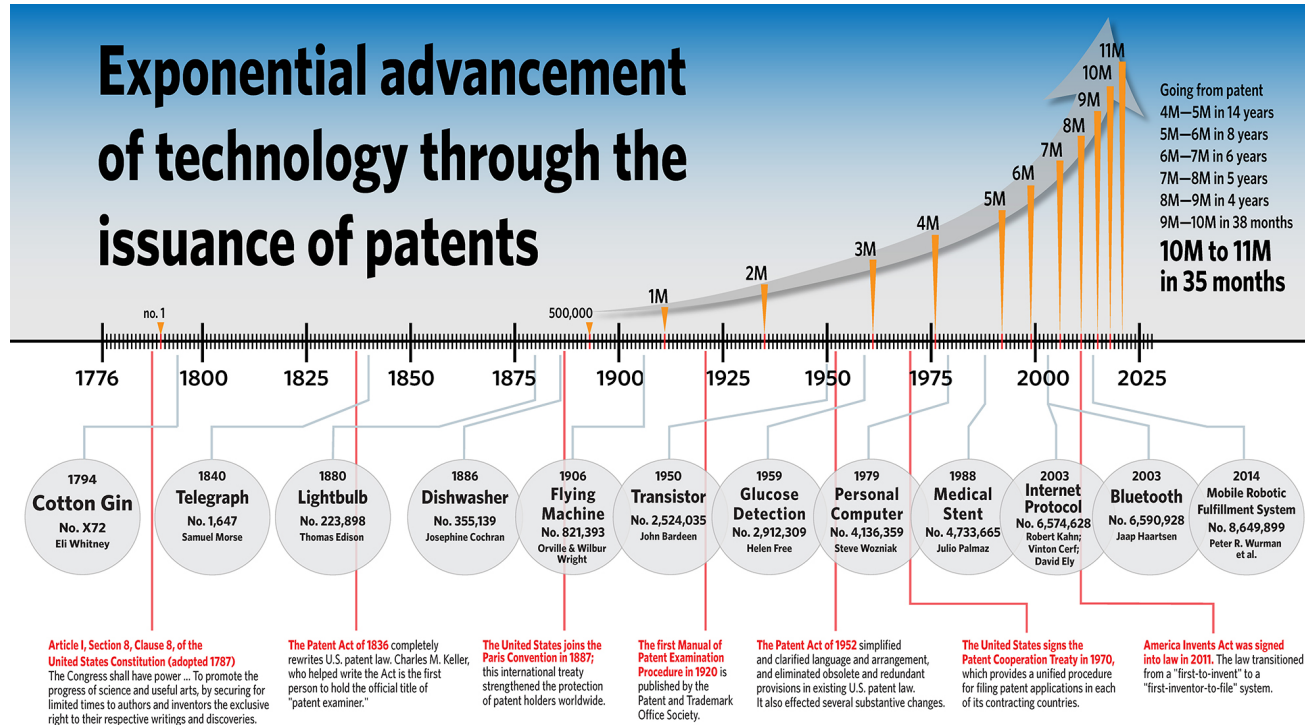 Exponential advancement
of technology through the
issuance of patents
no. 1
500,000
1M
2M
3M
4M
5M
6M
7M
8M
9M
10M
11M
Going from patent
4M—5M in 14 years
5M—6M in 8 years
6M—7M in 6 years
7M—8M in 5 years
8M—9M in 4 years
9M—10M in 38 months
10M to 11M
in 35 months
1776
1800
1825
1850
1875
1900
1925
1950
1975
2000
2025
1794
Cotton Gin
No. X72
Eli Whitney
1840
Telegraph
No. 1,647
Samuel Morse
1880
Lightbulb
No. 223,898
Thomas Edison
1886
Dishwasher
No. 355,139
Josephine Cochran
1906
Flying
Machine
No. 821,393
Orville & Wilbur
Wright
1950
Transistor
No. 2,524,035
John Bardeen
1959
Glucose
Detection
No. 2,912,309
Helen Free
1979
Personal
Computer
No. 4,136,359
Steve Wozniak
1988
Medical
Stent
No. 4,733,665
Julio Palmaz
2003
Internet
Protocol
No. 6,574,628
Robert Kahn;
Vinton Cerf;
David Ely
2003
Bluetooth
No. 6,590,928
Jaap Haartsen
2014
Mobile Robotic
Fulfillment System
No. 8,649,899
Peter R. Wurman
et al.
Article I, Section 8, Clause 8, of the
United States Constitution (adopted 1787)
The Congress shall have power ... To promote the
progress of science and useful arts, by securing for
limited times to authors and inventors the exclusive
right to their respective writings and discoveries.
The Patent Act of 1836 completely
rewrites U.S. patent law. Charles M. Keller,
who helped write the Act is the first
person to hold the official title of
"patent examiner."
The United States joins the
Paris Convention in 1887;
this international treaty
strengthened the protection
of patent holders worldwide.
The first Manual of
Patent Examination
Procedure in 1920 is
published by the
Patent and Trademark
Office Society.
The Patent Act of 1952 simplified
and clarified language and arrangement,
and eliminated obsolete and redundant
provisions in existing U.S. patent law.
It also effected several substantive changes.
The United States signs the
Patent Cooperation Treaty in 1970,
which provides a unified procedure
for filing patent applications in each
of its contracting countries.
America Invents Act was signed
into law in 2011. The law transitioned
from a "first-to-invent" to a
"first-inventor-to-file" system.